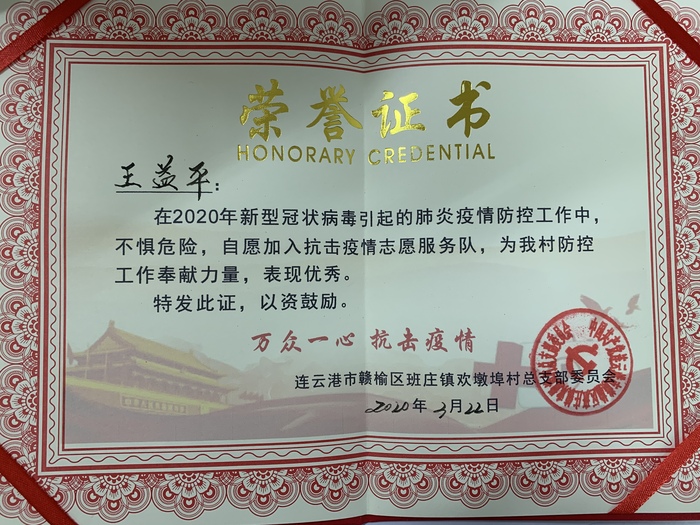 荣誉证书
HONORARY CREDENTIAL
王益平：
在2020年新型冠状病毒引起的肺炎疫情防控工作中，
不惧危险，自愿加入抗击疫情志愿服务队，为我村防控
工作奉献力量，表现优秀。
特发此证，以资鼓励。
万众一心 抗击疫情
连云港市赣榆区班庄镇欢墩埠村总支部委员会
2020年3月22日